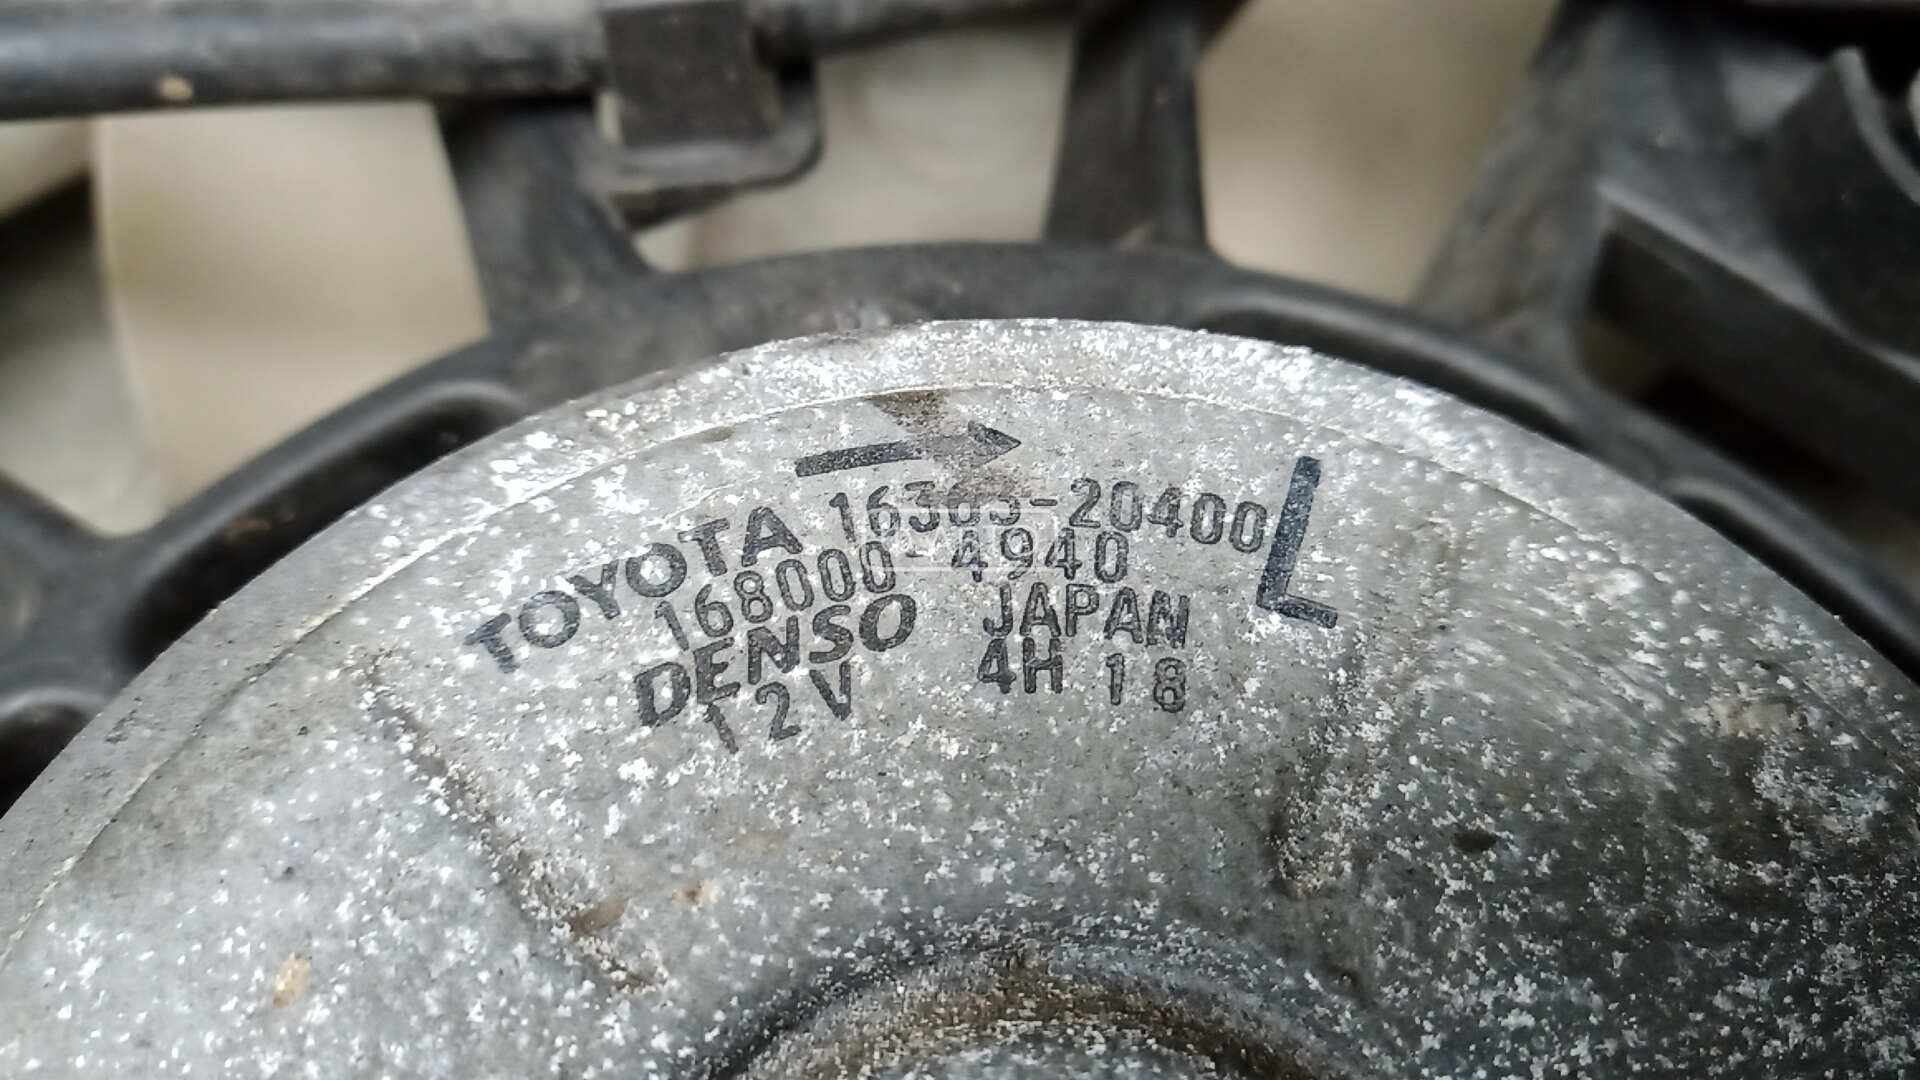 TOYOTA 16363-20400 L
168000-4940
DENSO JAPAN
12V 4H 18